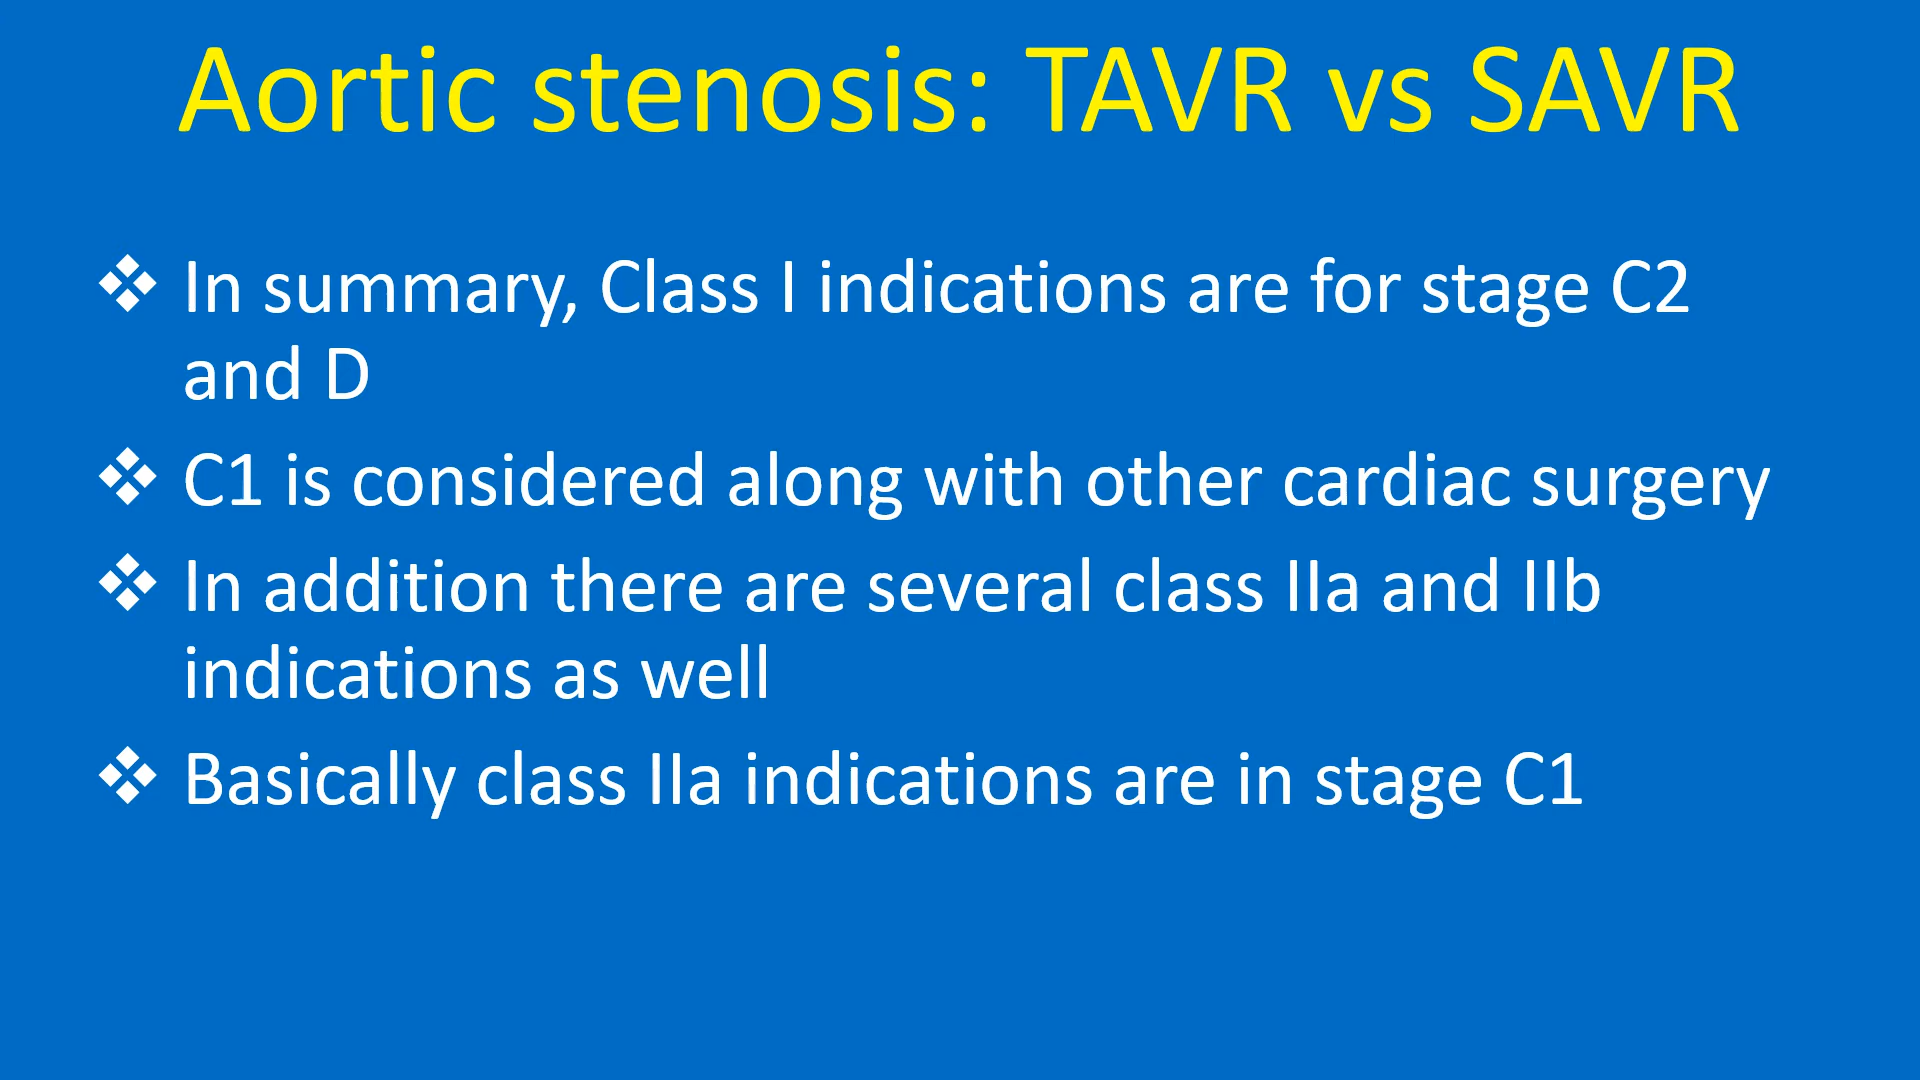 Aortic stenosis: TAVR vs SAVR
❖ In summary, Class I indications are for stage C2
and D
❖ C1 is considered along with other cardiac surgery
❖ In addition there are several class IIa and IIb
indications as well
❖ Basically class IIa indications are in stage C1